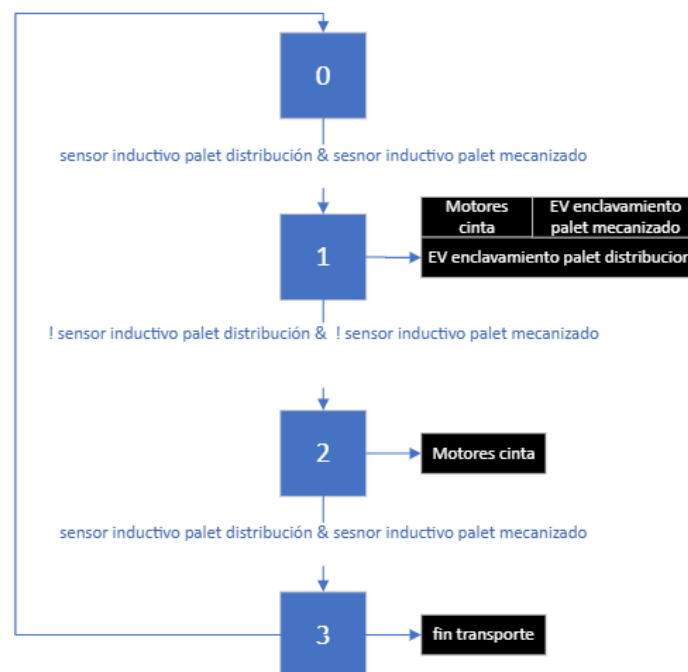 0
sensor inductivo palet distribución & sesnor inductivo palet mecanizado
1
Motores cinta
EV enclavamiento palet mecanizado
EV enclavamiento palet distribucion
! sensor inductivo palet distribución & ! sensor inductivo palet mecanizado
2
Motores cinta
sensor inductivo palet distribución & sesnor inductivo palet mecanizado
3
fin transporte